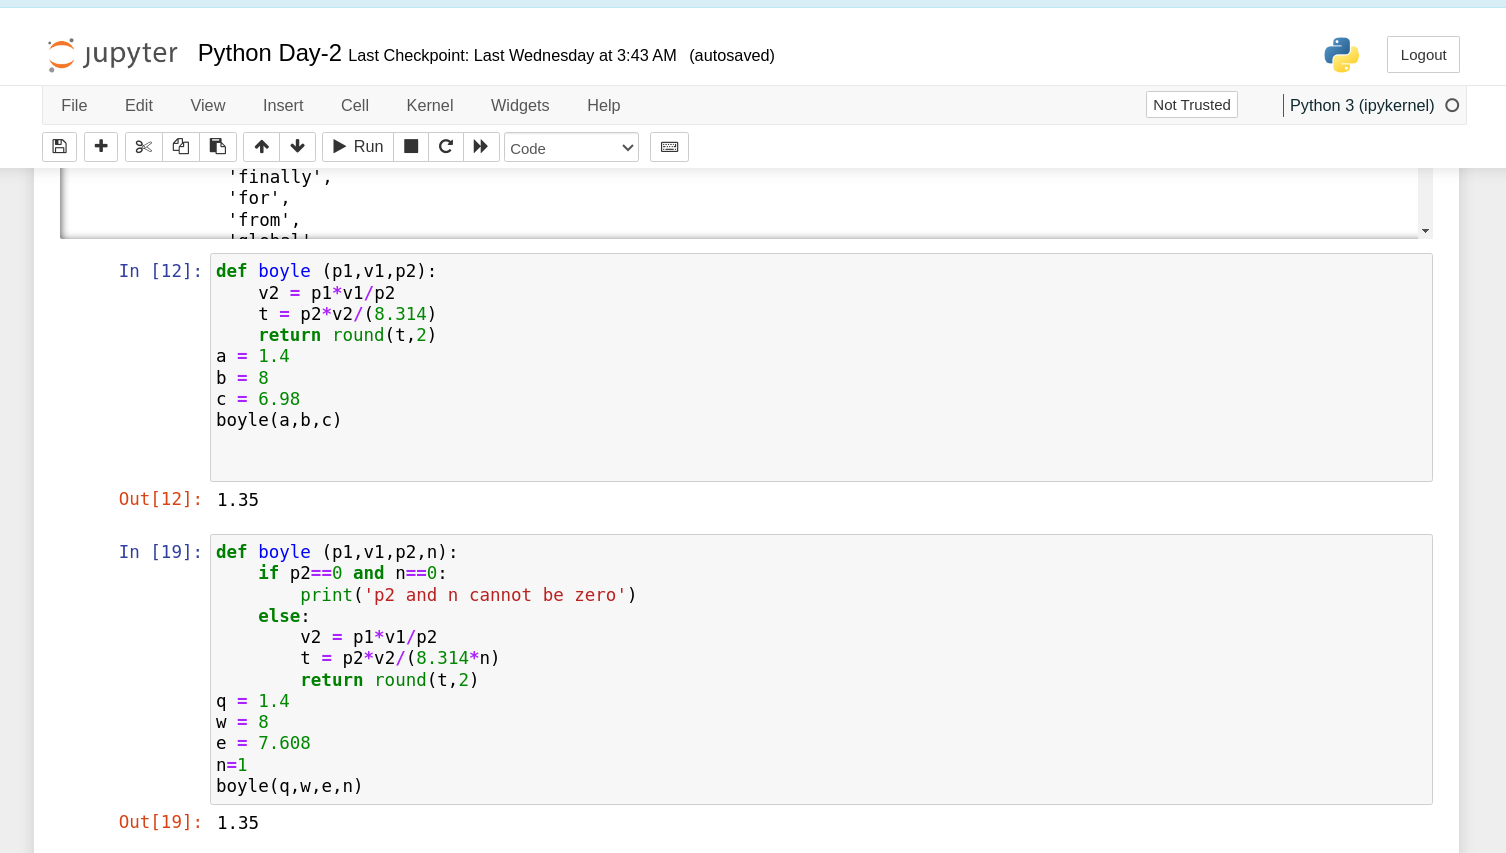 jupyter Python Day-2 Last Checkpoint: Last Wednesday at 3:43 AM (autosaved) Logout
File Edit View Insert Cell Kernel Widgets Help Not Trusted Python 3 (ipykernel)
Run Code
'finally',
'for',
'from',
'global'
In [12]: def boyle (p1,v1,p2):
    v2 = p1*v1/p2
    t = p2*v2/(8.314)
    return round(t,2)
a = 1.4
b = 8
c = 6.98
boyle(a,b,c)
Out[12]: 1.35
In [19]: def boyle (p1,v1,p2,n):
    if p2==0 and n==0:
        print('p2 and n cannot be zero')
    else:
        v2 = p1*v1/p2
        t = p2*v2/(8.314*n)
        return round(t,2)
q = 1.4
w = 8
e = 7.608
n=1
boyle(q,w,e,n)
Out[19]: 1.35